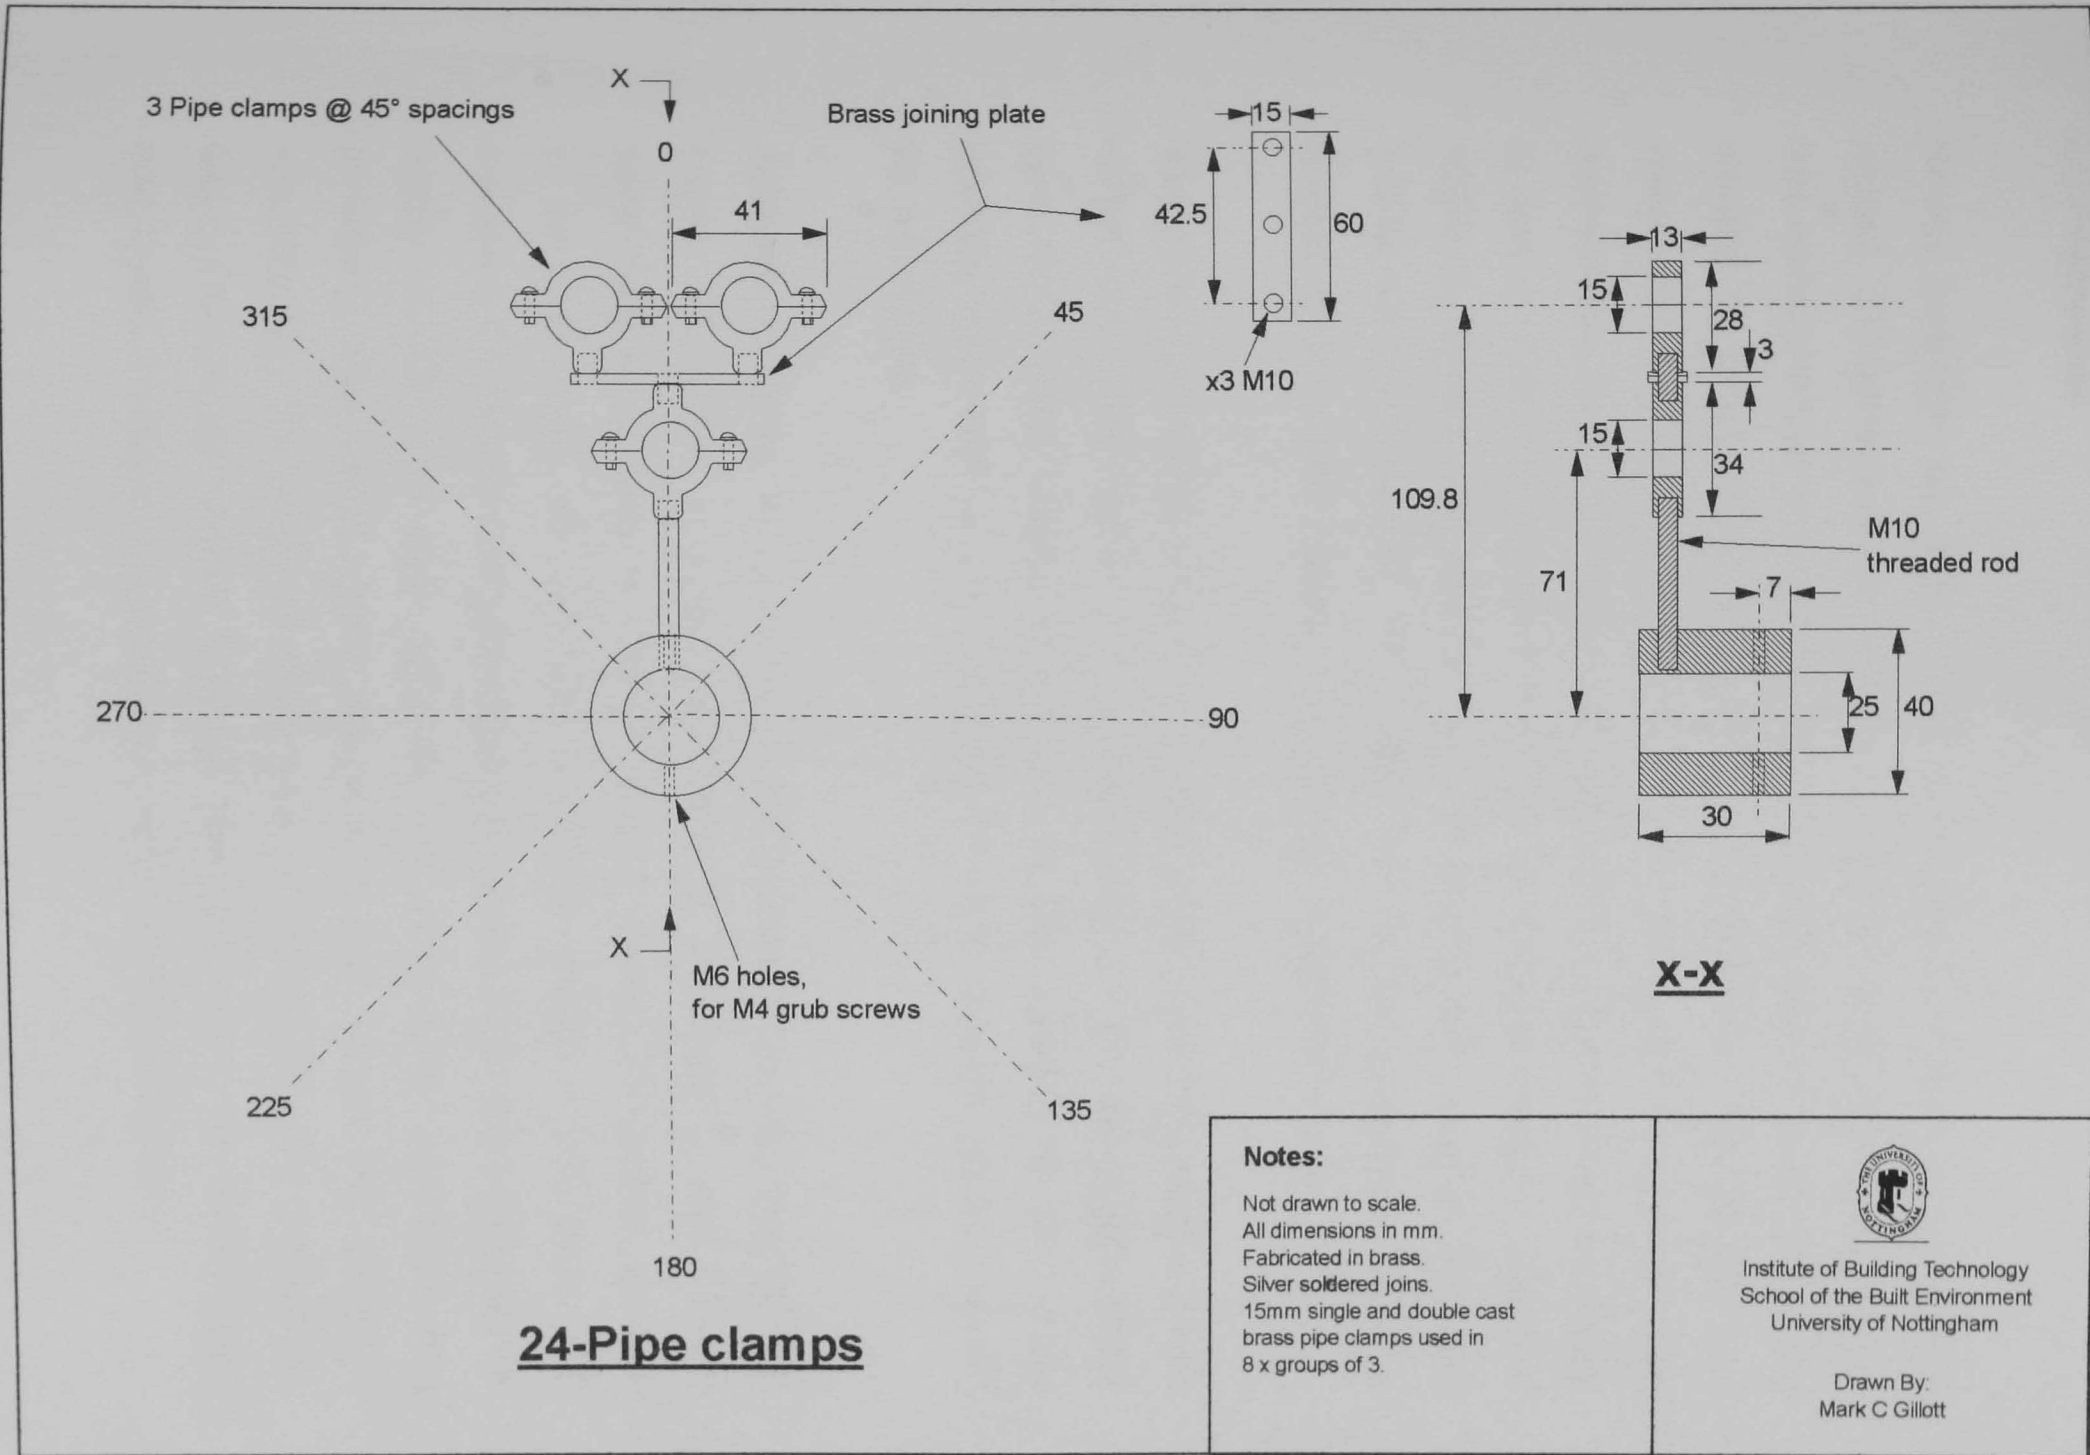 3 Pipe clamps @ 45° spacings
X
0
Brass joining plate
41
15
42.5
60
x3 M10
315
45
270
90
225
135
180
X
M6 holes,
for M4 grub screws
13
15
28
3
15
34
109.8
71
M10
threaded rod
7
25
40
30
X-X
24-Pipe clamps
Notes:
Not drawn to scale.
All dimensions in mm.
Fabricated in brass.
Silver soldered joins.
15mm single and double cast
brass pipe clamps used in
8 x groups of 3.
THE UNIVERSITY OF
NOTTINGHAM
Institute of Building Technology
School of the Built Environment
University of Nottingham
Drawn By:
Mark C Gillott